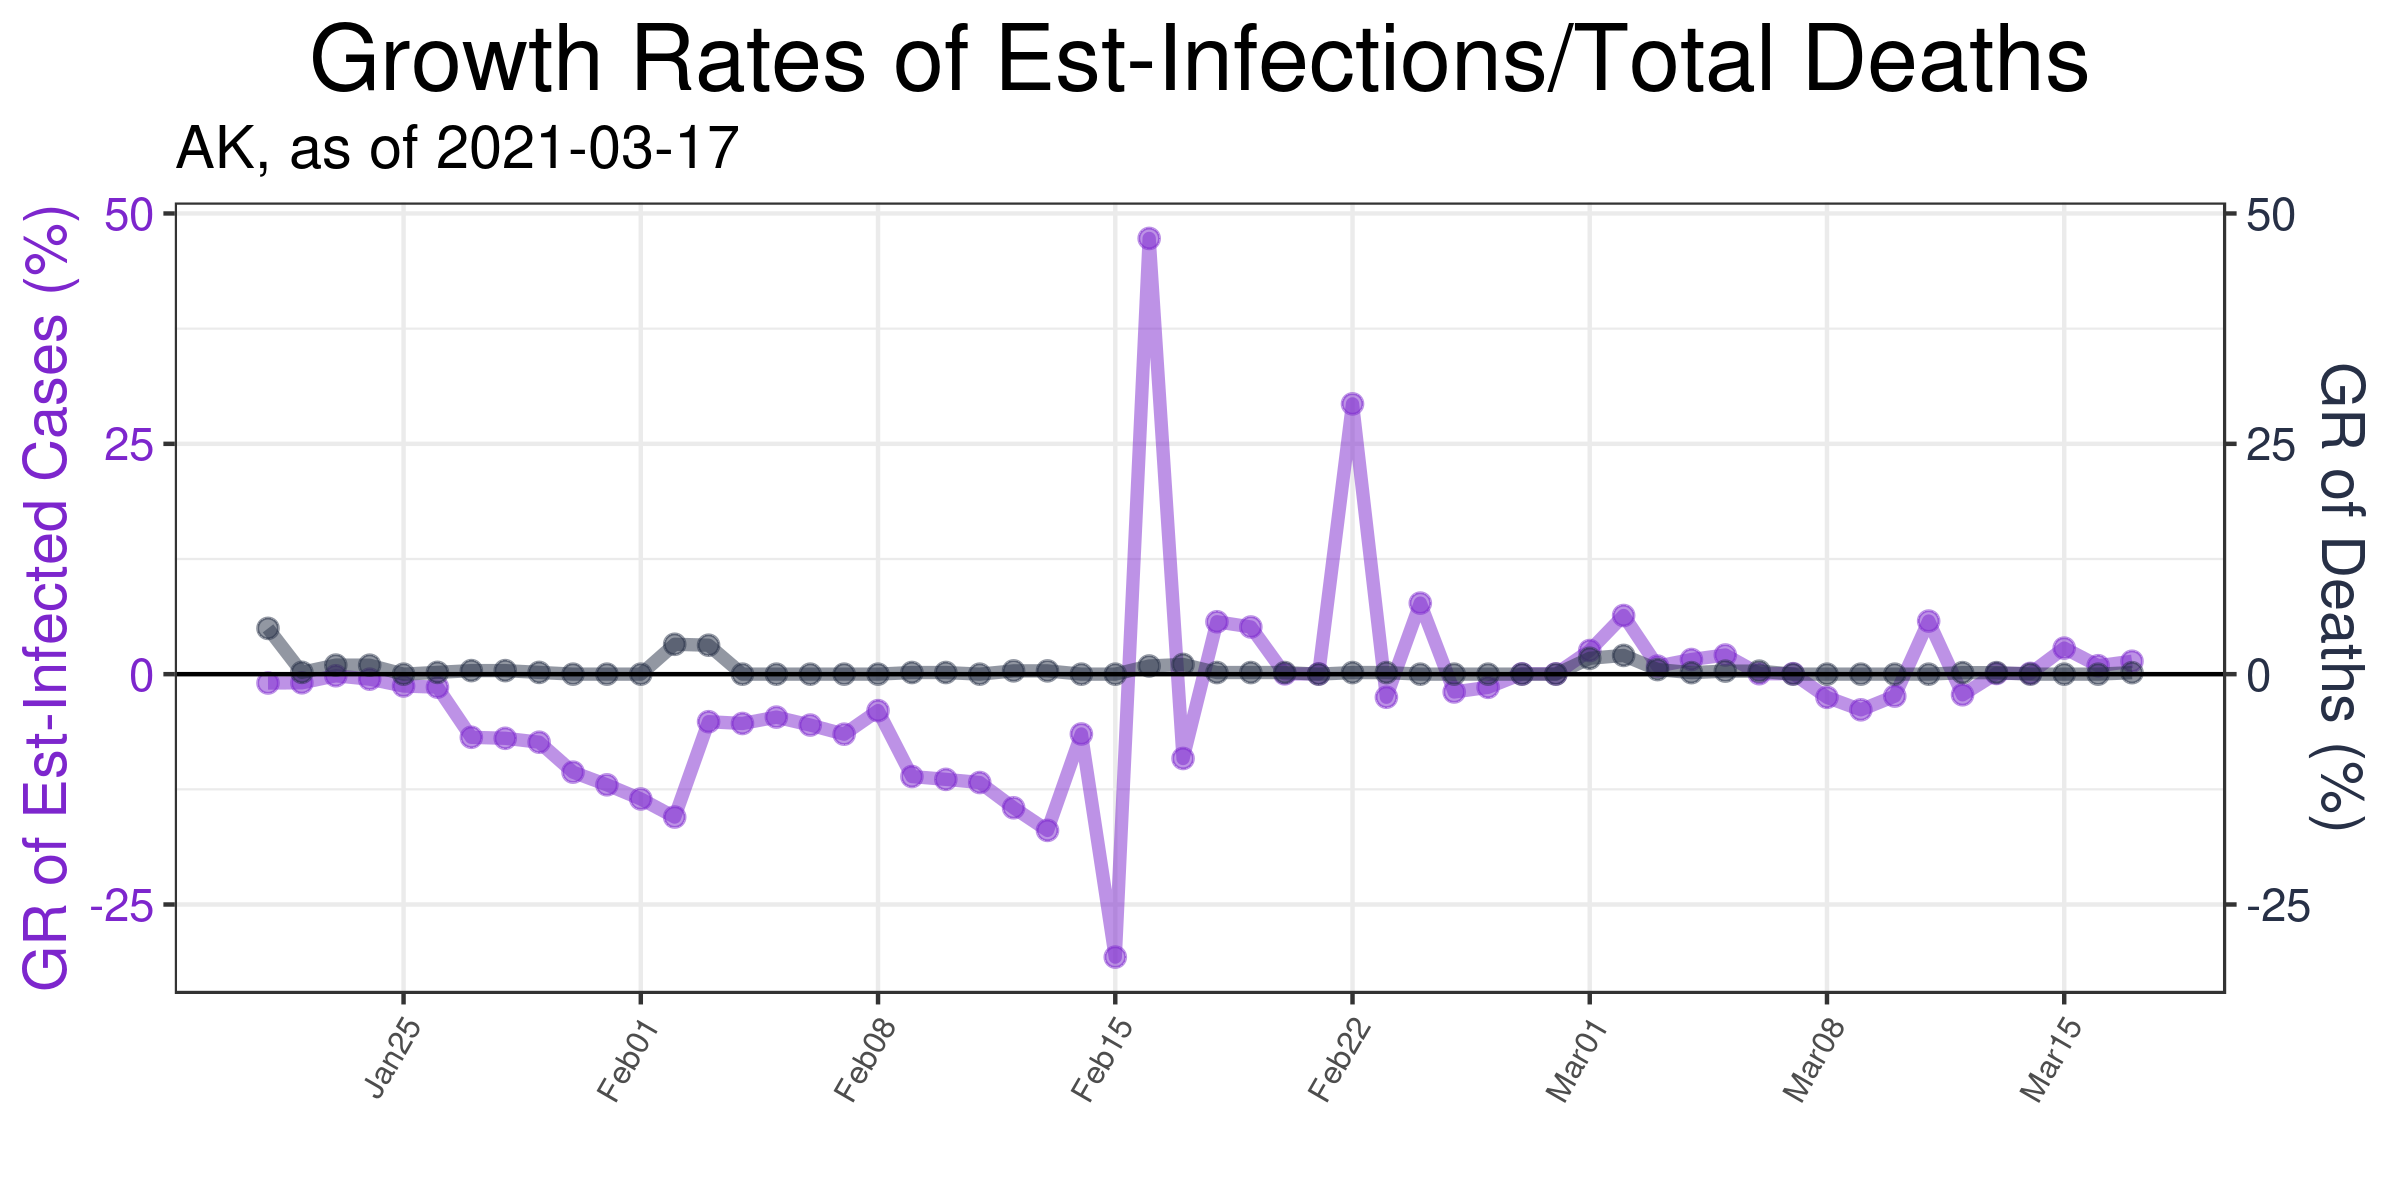 Growth Rates of Est-Infections/Total Deaths
AK, as of 2021-03-17
GR of Est-Infected Cases (%)
50
25
0
-25
50
25
0
-25
GR of Deaths (%)
Jan25
Feb01
Feb08
Feb15
Feb22
Mar01
Mar08
Mar15